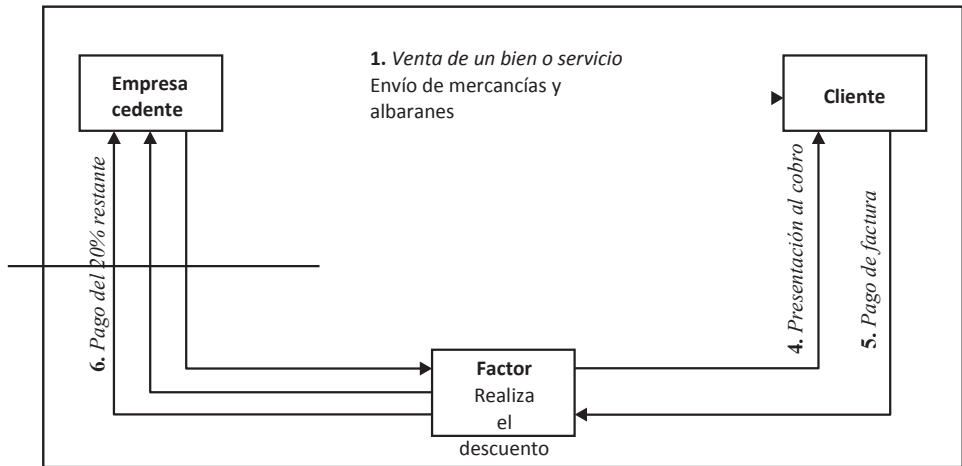 1. Venta de un bien o servicio
Envío de mercancías y
albaranes
Empresa
cedente
Cliente
6. Pago del 20% restante
4. Presentación al cobro
5. Pago de factura
Factor
Realiza
el
descuento